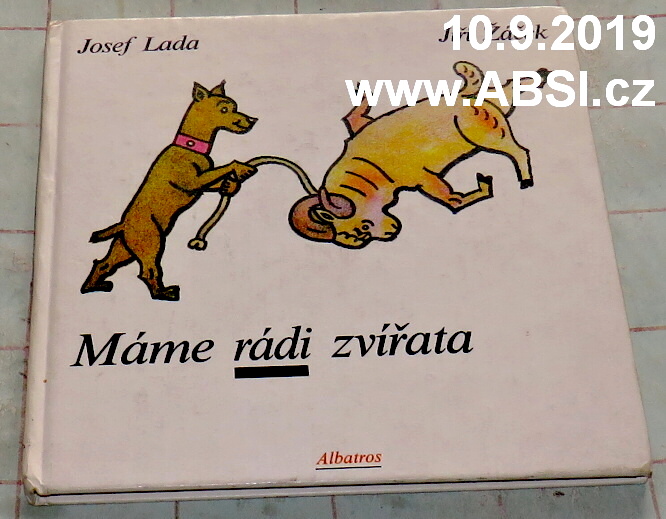 Josef Lada
10.9.2019
www.ABSI.cz
Máme rádi zvířata
Albatros